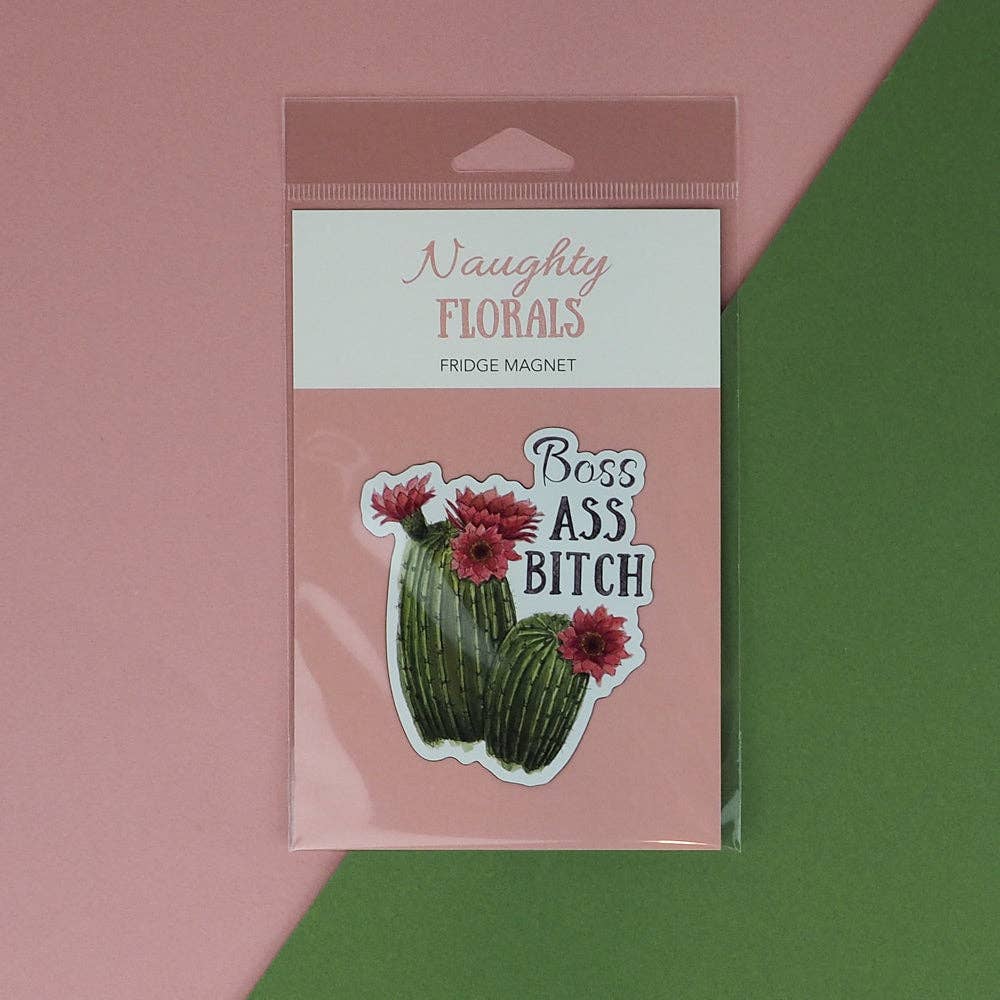 Naughty
FLORALS
FRIDGE MAGNET
Boss
ASS
BITCH